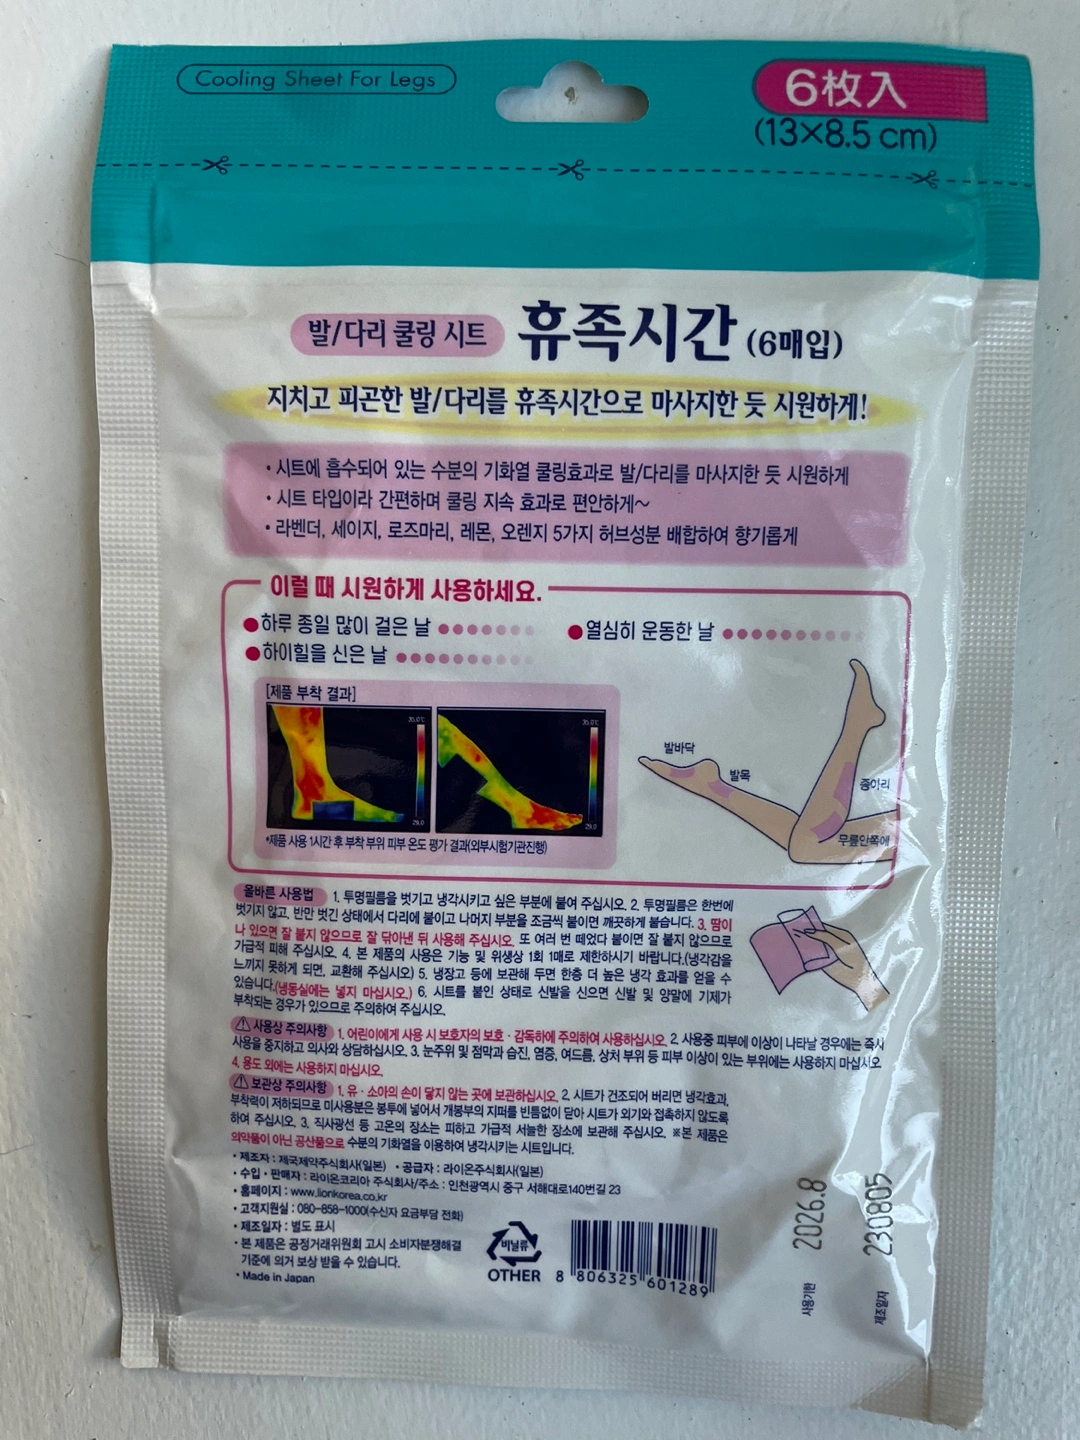 Cooling Sheet For Legs
6枚入
(13×8.5 cm)
발/다리 쿨링 시트 휴족시간 (6매입)
지치고 피곤한 발/다리를 휴족시간으로 마사지한 듯 시원하게!
· 시트에 흡수되어 있는 수분의 기화열 쿨링효과로 발/다리를 마사지한 듯 시원하게
· 시트 타입이라 간편하며 쿨링 지속 효과로 편안하게~
· 라벤더, 세이지, 로즈마리, 레몬, 오렌지 5가지 허브성분 배합하여 향기롭게
이럴 때 시원하게 사용하세요.
●하루 종일 많이 걸은 날
●열심히 운동한 날
●하이힐을 신은 날
[제품 부착 결과]
35.0℃
29.0
35.0℃
29.0
*제품 사용 1시간 후 부착 부위 피부 온도 평가 결과(외부시험기관진행)
발바닥
발목
종아리
무릎안쪽에
올바른 사용법 1. 투명필름을 벗기고 냉각시키고 싶은 부분에 붙여 주십시오. 2. 투명필름은 한번에
벗기지 않고, 반만 벗긴 상태에서 다리에 붙이고 나머지 부분을 조금씩 붙이면 깨끗하게 붙습니다. 3. 땀이
나 있으면 잘 붙지 않으므로 잘 닦아낸 뒤 사용해 주십시오. 또 여러 번 떼었다 붙이면 잘 붙지 않으므로
가급적 피해 주십시오. 4. 본 제품의 사용은 기능 및 위생상 1회 1매로 제한하시기 바랍니다.(냉각감을
느끼지 못하게 되면, 교환해 주십시오) 5. 냉장고 등에 보관해 두면 한층 더 높은 냉각 효과를 얻을 수
있습니다.(냉동실에는 넣지 마십시오.) 6. 시트를 붙인 상태로 신발을 신으면 신발 및 양말에 기제가
부착되는 경우가 있으므로 주의하여 주십시오.
⚠ 사용상 주의사항 1. 어린이에게 사용 시 보호자의 보호 · 감독하에 주의하여 사용하십시오. 2. 사용중 피부에 이상이 나타날 경우에는 즉시
사용을 중지하고 의사와 상담하십시오. 3. 눈주위 및 점막과 습진, 염증, 여드름, 상처 부위 등 피부 이상이 있는 부위에는 사용하지 마십시오.
4. 용도 외에는 사용하지 마십시오.
⚠ 보관상 주의사항 1. 유 · 소아의 손이 닿지 않는 곳에 보관하십시오. 2. 시트가 건조되어 버리면 냉각효과,
부착력이 저하되므로 미사용분은 봉투에 넣어서 개봉부의 지퍼를 빈틈없이 닫아 시트가 외기와 접촉하지 않도록
하여 주십시오. 3. 직사광선 등 고온의 장소는 피하고 가급적 서늘한 장소에 보관해 주십시오. ※본 제품은
의약품이 아닌 공산품으로 수분의 기화열을 이용하여 냉각시키는 시트입니다.
· 제조자 : 제국제약주식회사(일본) · 공급자 : 라이온주식회사(일본)
· 수입 · 판매자 : 라이온코리아 주식회사/주소 : 인천광역시 중구 서해대로140번길 23
· 홈페이지 : www.lionkorea.co.kr
· 고객지원실 : 080-858-1000(수신자 요금부담 전화)
· 제조일자 : 별도 표시
· 본 제품은 공정거래위원회 고시 소비자분쟁해결
기준에 의거 보상 받을 수 있습니다.
· Made in Japan
비닐류
OTHER
8 806325 601289
사용기한 2026.8
제조일자 230805